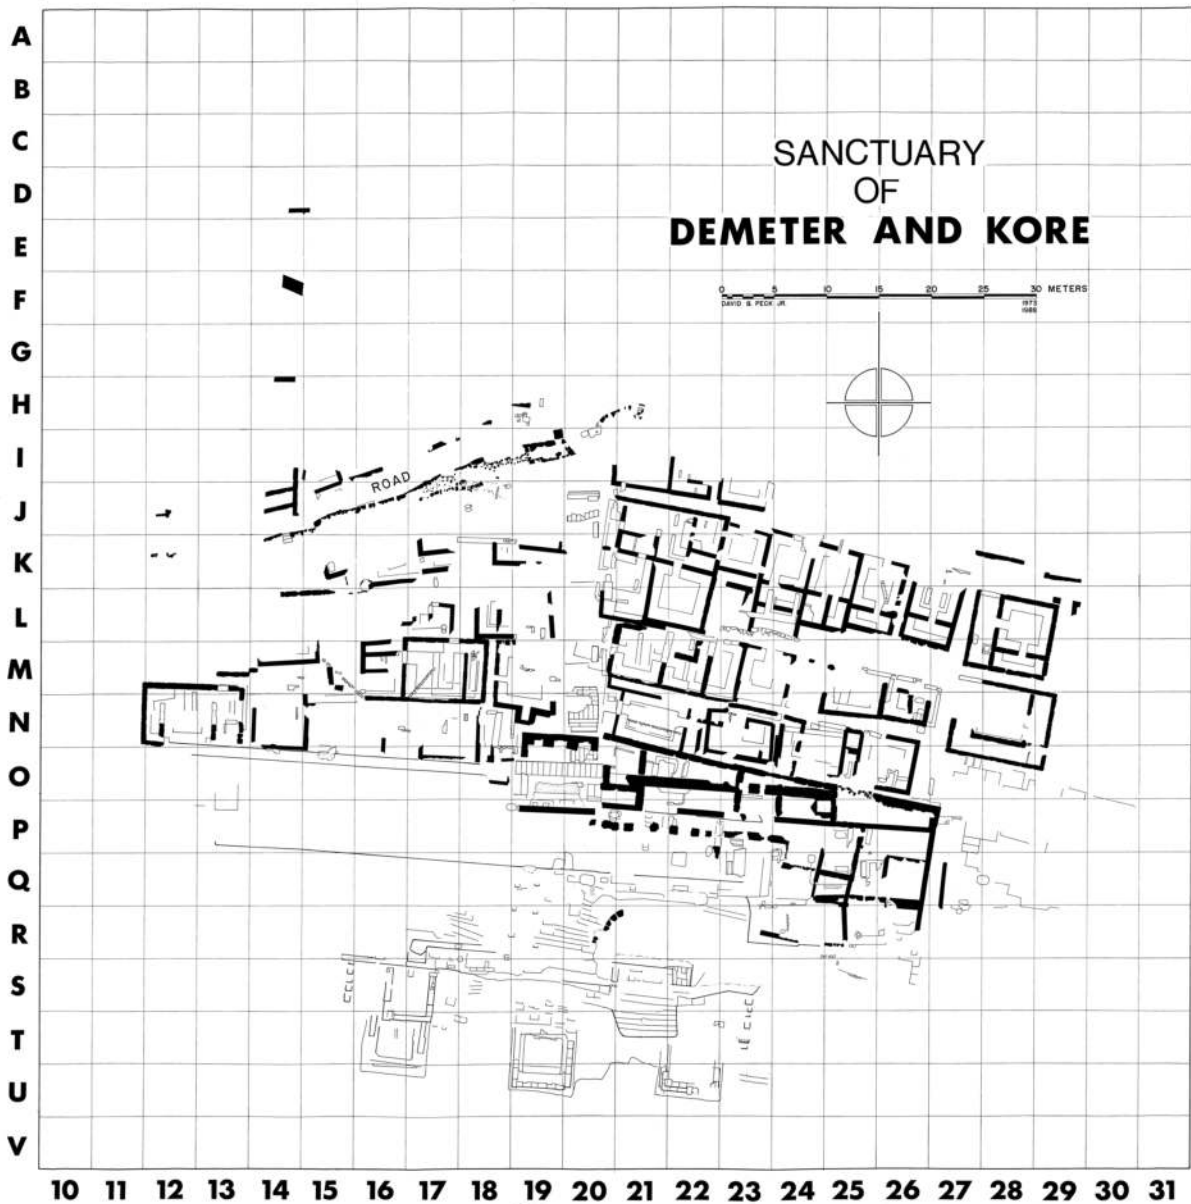 A
B
C
D
E
F
G
H
I
J
K
L
M
N
O
P
Q
R
S
T
U
V
SANCTUARY
OF
DEMETER AND KORE
0 5 10 15 20 25 30 METERS
DAVID B. PECK JR. 1973
1988
ROAD
10 11 12 13 14 15 16 17 18 19 20 21 22 23 24 25 26 27 28 29 30 31